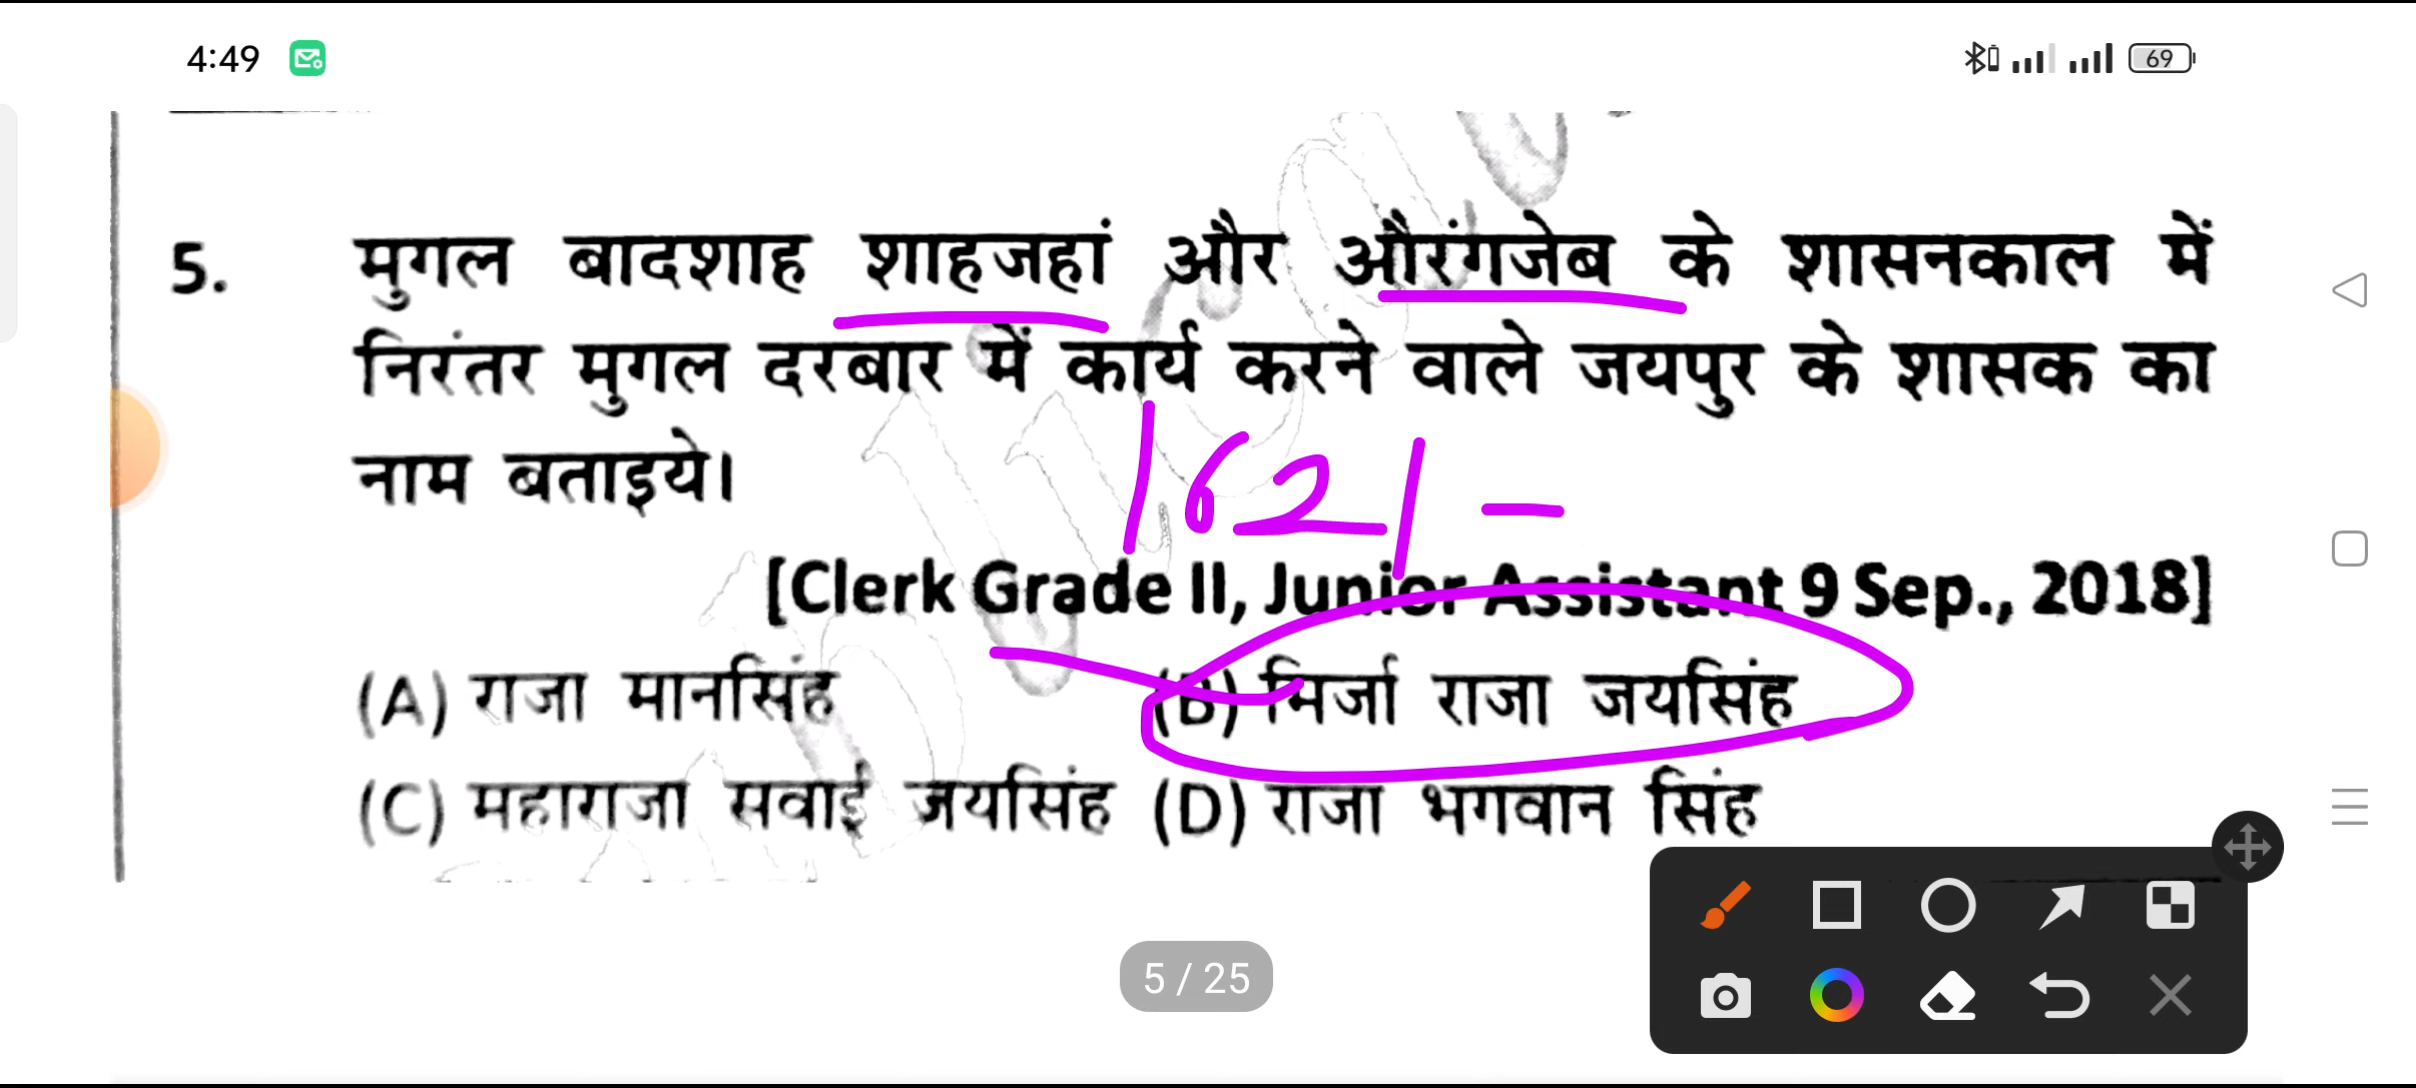 4:49
69
5. मुगल बादशाह शाहजहां और औरंगजेब के शासनकाल में
निरंतर मुगल दरबार में कार्य करने वाले जयपुर के शासक का
नाम बताइये।
1621 –
[Clerk Grade II, Junior Assistant 9 Sep., 2018]
(A) राजा मानसिंह (B) मिर्जा राजा जयसिंह
(C) महाराजा सवाई जयसिंह (D) राजा भगवान सिंह
5 / 25